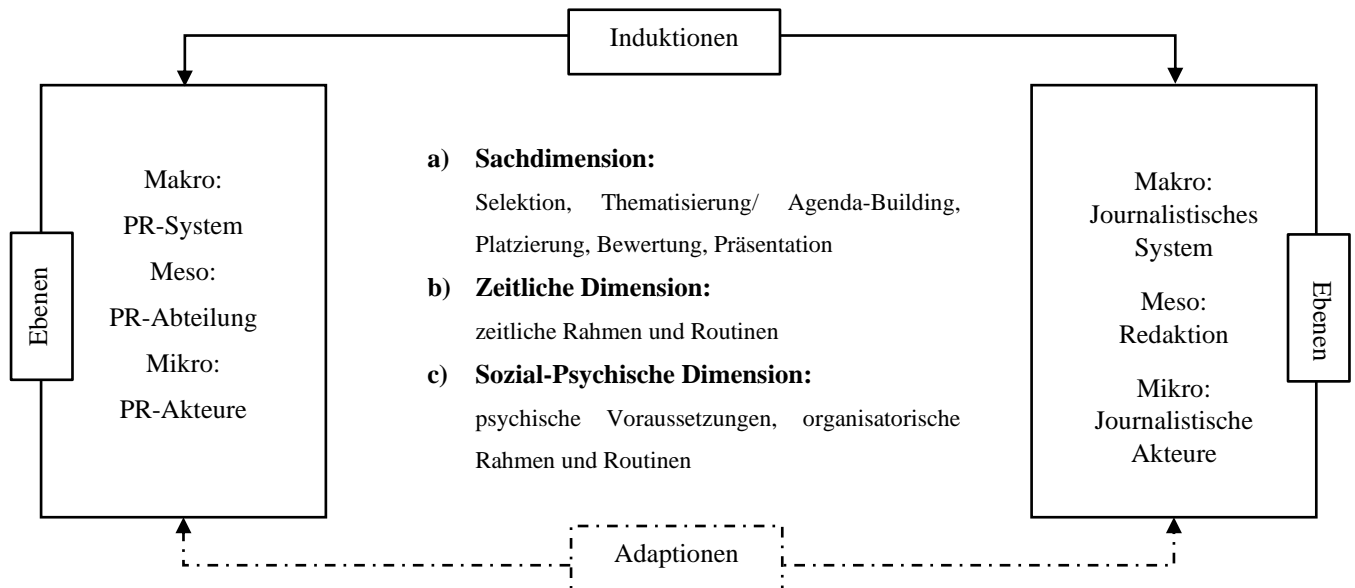 Induktionen
Ebenen
Makro:
PR-System
Meso:
PR-Abteilung
Mikro:
PR-Akteure
a) Sachdimension:
Selektion, Thematisierung/ Agenda-Building,
Platzierung, Bewertung, Präsentation
b) Zeitliche Dimension:
zeitliche Rahmen und Routinen
c) Sozial-Psychische Dimension:
psychische Voraussetzungen, organisatorische
Rahmen und Routinen
Makro:
Journalistisches
System
Meso:
Redaktion
Mikro:
Journalistische
Akteure
Ebenen
Adaptionen